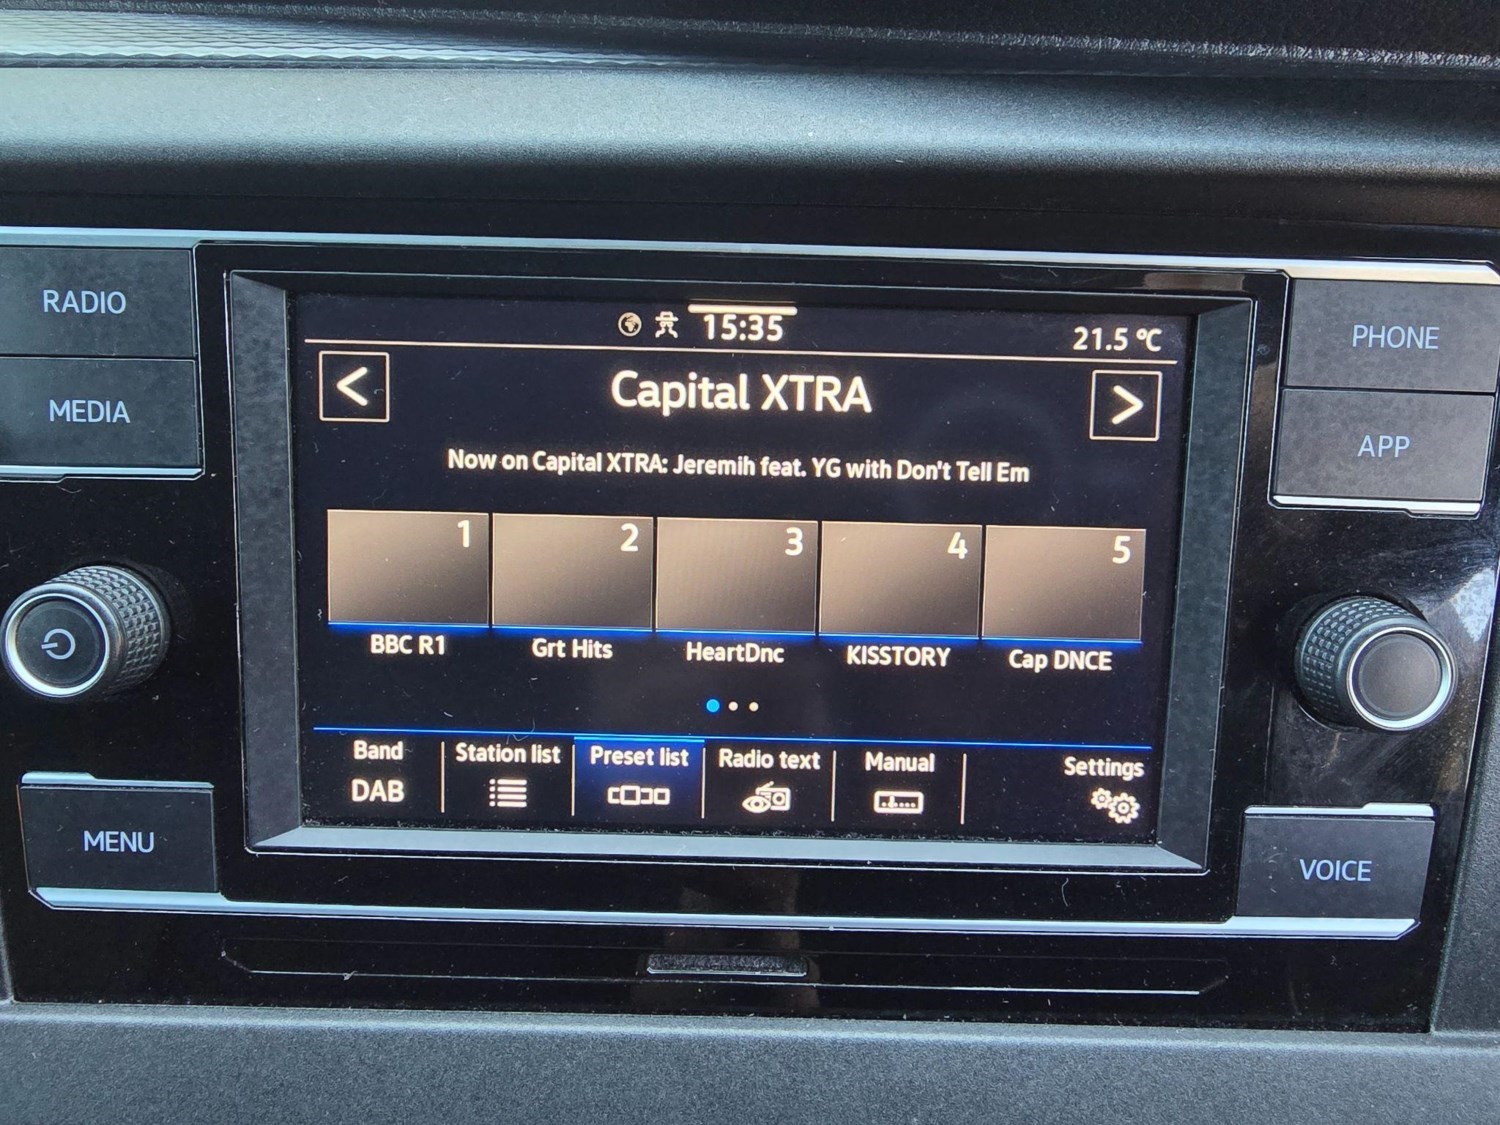 RADIO
MEDIA
MENU
15:35
21.5 °C
<
Capital XTRA
>
Now on Capital XTRA: Jeremih feat. YG with Don't Tell Em
1 2 3 4 5
BBC R1 Grt Hits HeartDnc KISSTORY Cap DNCE
Band Station list Preset list Radio text Manual Settings
DAB
PHONE
APP
VOICE